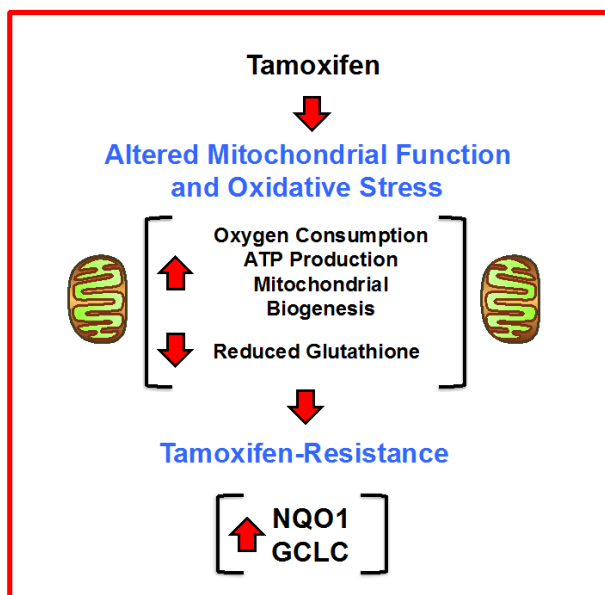 Tamoxifen
Altered Mitochondrial Function
and Oxidative Stress
Oxygen Consumption
ATP Production
Mitochondrial
Biogenesis
Reduced Glutathione
Tamoxifen-Resistance
NQO1
GCLC